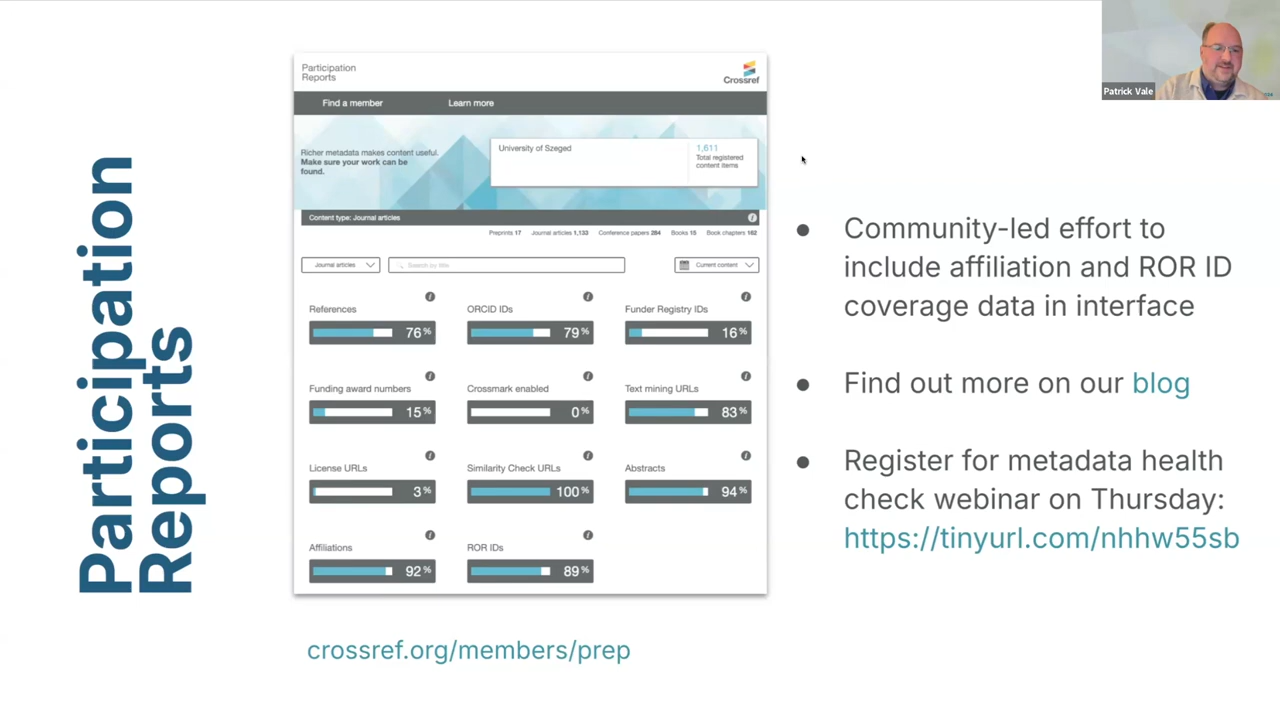 Participation
Reports
Participation
Reports
Crossref
Find a member
Learn more
Richer metadata makes content useful.
Make sure your work can be
found.
University of Szeged
1,611
Total registered
content items
Content type: Journal articles
Preprints 17 Journal articles 1,133 Conference papers 284 Books 15 Book chapters 162
Journal articles
Search by title
Current content
References
76%
ORCID IDs
79%
Funder Registry IDs
16%
Funding award numbers
15%
Crossmark enabled
0%
Text mining URLs
83%
License URLs
3%
Similarity Check URLs
100%
Abstracts
94%
Affiliations
92%
ROR IDs
89%
crossref.org/members/prep
Patrick Vale
• Community-led effort to
include affiliation and ROR ID
coverage data in interface
• Find out more on our blog
• Register for metadata health
check webinar on Thursday:
https://tinyurl.com/nhhw55sb